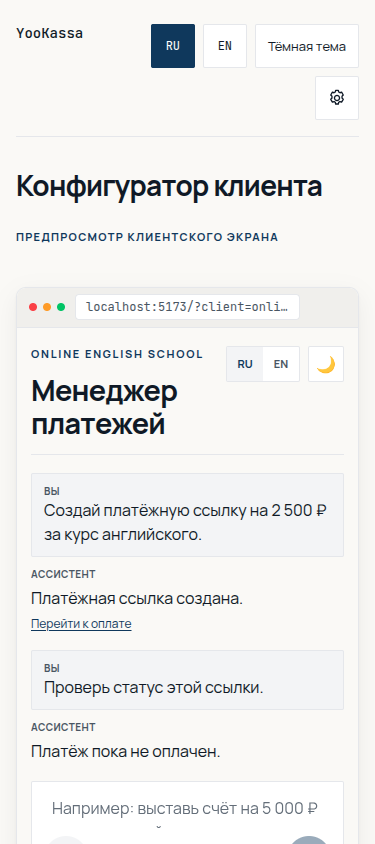 YooKassa
RU
EN
Тёмная тема
Конфигуратор клиента
ПРЕДПРОСМОТР КЛИЕНТСКОГО ЭКРАНА
localhost:5173/?client=onli…
ONLINE ENGLISH SCHOOL
RU
EN
Менеджер
платежей
ВЫ
Создай платёжную ссылку на 2 500 ₽
за курс английского.
АССИСТЕНТ
Платёжная ссылка создана.
Перейти к оплате
ВЫ
Проверь статус этой ссылки.
АССИСТЕНТ
Платёж пока не оплачен.
Например: выставь счёт на 5 000 ₽